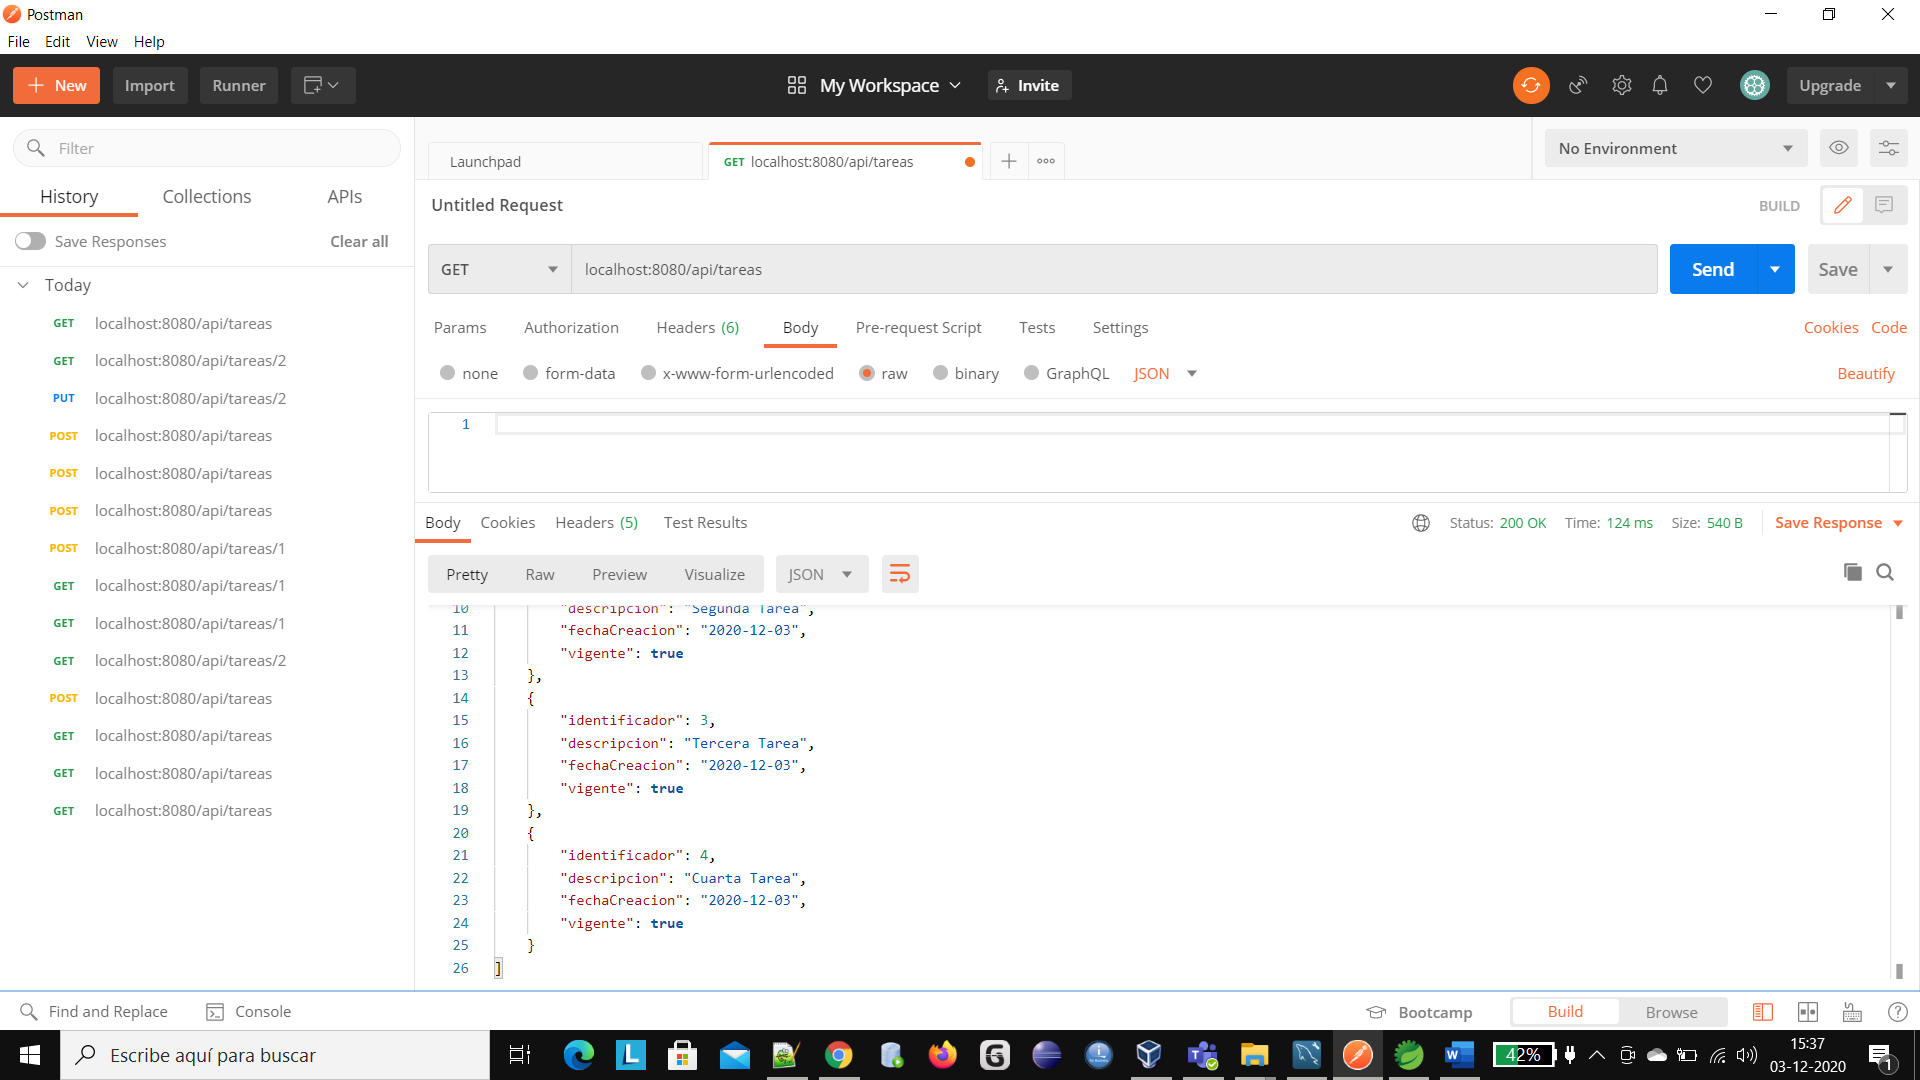 Postman
File Edit View Help
New Import Runner My Workspace Invite Upgrade
Filter
History Collections APIs
Save Responses Clear all
Today
GET localhost:8080/api/tareas
GET localhost:8080/api/tareas/2
PUT localhost:8080/api/tareas/2
POST localhost:8080/api/tareas
POST localhost:8080/api/tareas
POST localhost:8080/api/tareas
POST localhost:8080/api/tareas/1
GET localhost:8080/api/tareas/1
GET localhost:8080/api/tareas/1
GET localhost:8080/api/tareas/2
POST localhost:8080/api/tareas
GET localhost:8080/api/tareas
GET localhost:8080/api/tareas
GET localhost:8080/api/tareas
Launchpad GET localhost:8080/api/tareas No Environment
Untitled Request BUILD
GET localhost:8080/api/tareas Send Save
Params Authorization Headers (6) Body Pre-request Script Tests Settings Cookies Code
none form-data x-www-form-urlencoded raw binary GraphQL JSON Beautify
1
Body Cookies Headers (5) Test Results Status: 200 OK Time: 124 ms Size: 540 B Save Response
Pretty Raw Preview Visualize JSON
10 "descripcion": "Segunda Tarea",
11 "fechaCreacion": "2020-12-03",
12 "vigente": true
13 },
14 {
15 "identificador": 3,
16 "descripcion": "Tercera Tarea",
17 "fechaCreacion": "2020-12-03",
18 "vigente": true
19 },
20 {
21 "identificador": 4,
22 "descripcion": "Cuarta Tarea",
23 "fechaCreacion": "2020-12-03",
24 "vigente": true
25 }
26 ]
Find and Replace Console Bootcamp Build Browse
Escribe aquí para buscar L 42% 15:37
03-12-2020 1